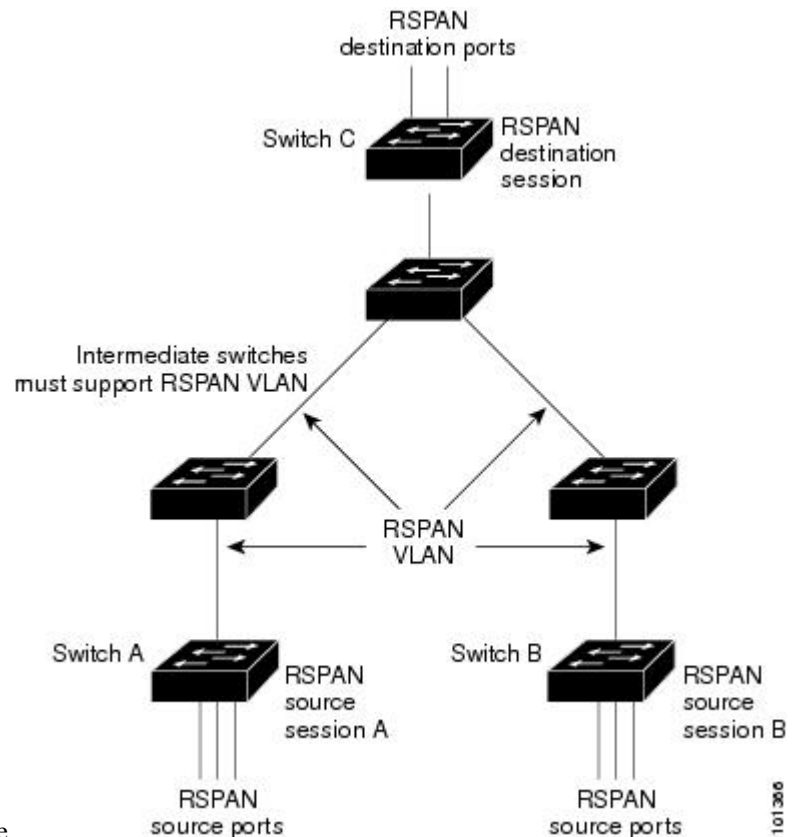 RSPAN
destination ports
Switch C
RSPAN
destination
session
Intermediate switches
must support RSPAN VLAN
RSPAN
VLAN
Switch A
RSPAN
source
session A
Switch B
RSPAN
source
session B
RSPAN
source ports
RSPAN
source ports
101366
e